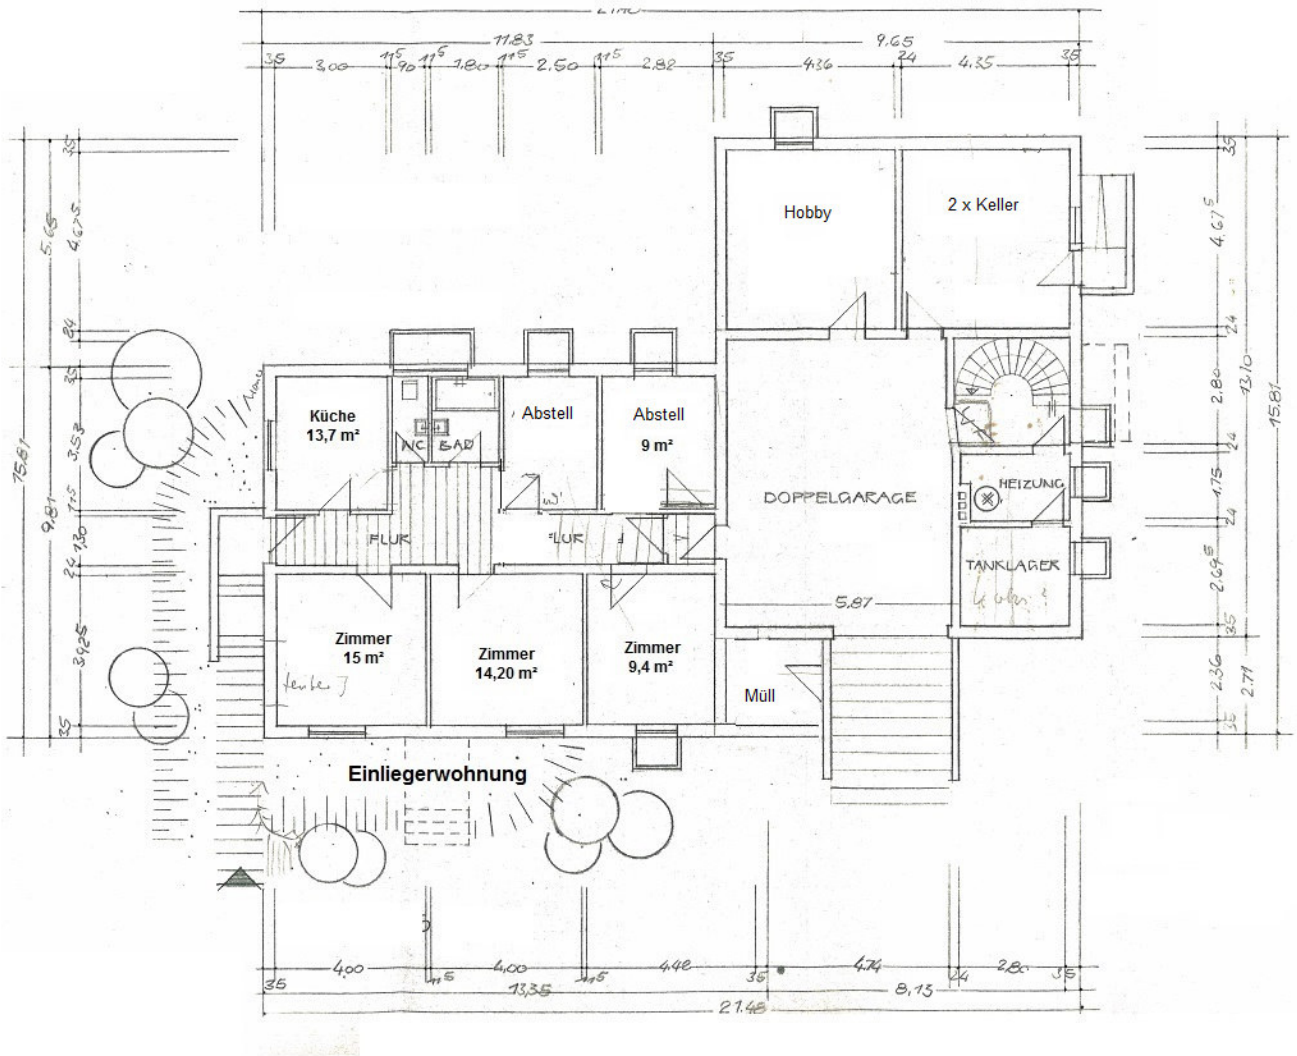 11.83
9.65
35
3,00
11⁵
90
11⁵
1.80
11⁵
2.50
11⁵
2.82
35
4.36
24
4.35
35
35
4.67⁵
5.65
24
35
3.53
11⁵
1,30
24
3.925
35
9.81
15.81
35
4.67⁵
24
2.80
24
1.75
24
2.69⁵
35
2.36
35
13.10
2.71
15.81
Hobby
2 x Keller
Küche
13,7 m²
WC
BAD
Abstell
Abstell
9 m²
DOPPELGARAGE
HEIZUNG
FLUR
FLUR
TANKLAGER
5.87
Zimmer
15 m²
Zimmer
14,20 m²
Zimmer
9,4 m²
Müll
Einliegerwohnung
35
4,00
11⁵
4,00
11⁵
4.48
35
4.74
24
2.80
35
13,35
8,13
21.48